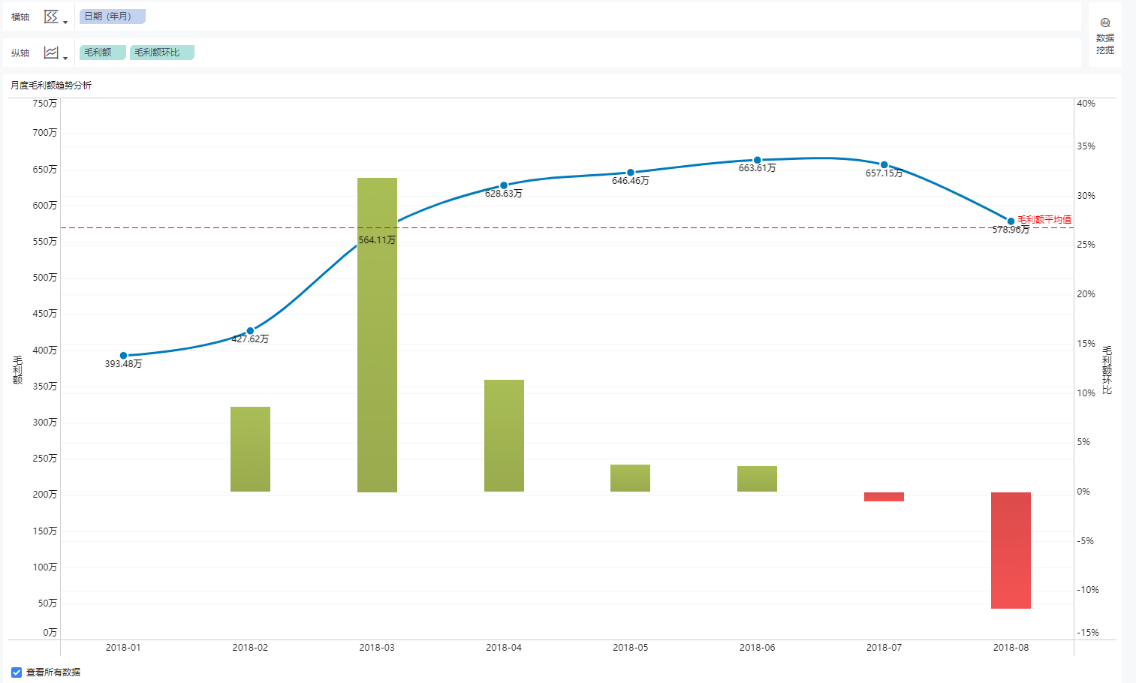 横轴 日期（年月）
纵轴 毛利额 毛利额环比
数据
挖掘
月度毛利额趋势分析
750万
700万
650万
600万
550万
500万
450万
400万
350万
300万
250万
200万
150万
100万
50万
0万
毛利额
393.48万
427.62万
564.11万
628.63万
646.46万
663.61万
657.15万
578.96万
毛利额平均值
40%
35%
30%
25%
20%
15%
10%
5%
0%
-5%
-10%
-15%
毛利额环比
2018-01 2018-02 2018-03 2018-04 2018-05 2018-06 2018-07 2018-08
查看所有数据